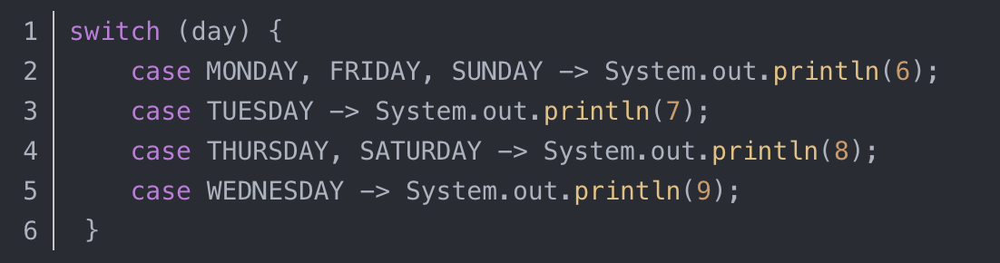 1 switch (day) {
2     case MONDAY, FRIDAY, SUNDAY -> System.out.println(6);
3     case TUESDAY -> System.out.println(7);
4     case THURSDAY, SATURDAY -> System.out.println(8);
5     case WEDNESDAY -> System.out.println(9);
6  }